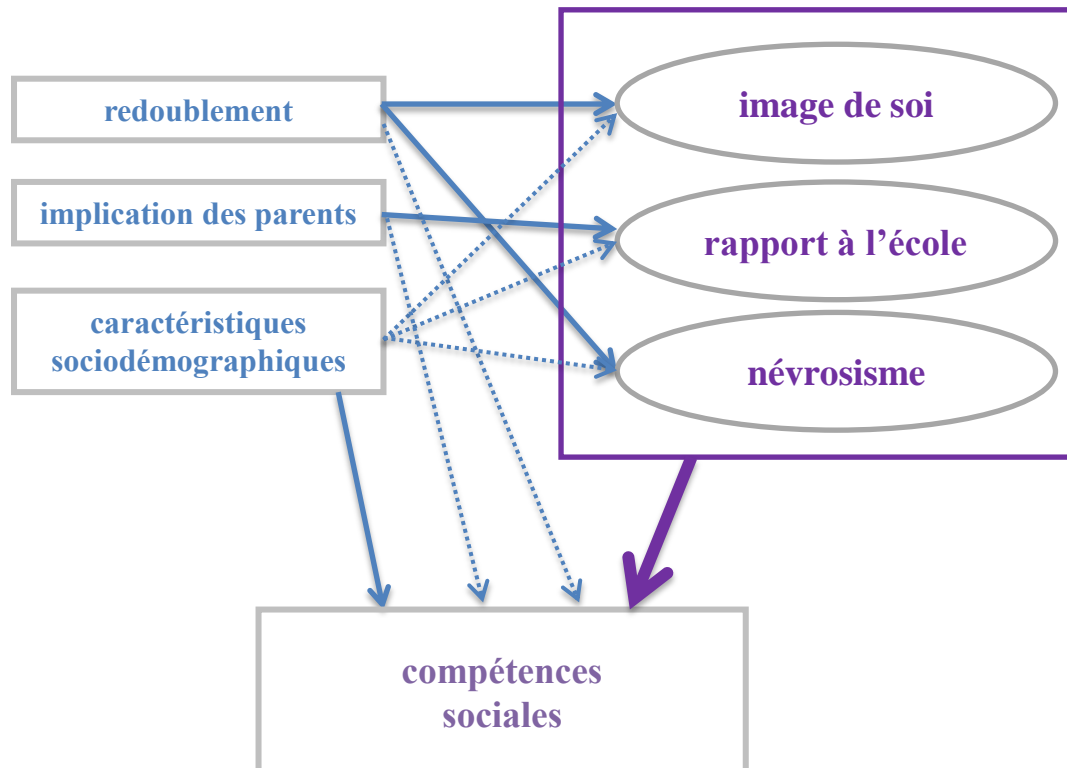 redoublement
implication des parents
caractéristiques
sociodémographiques
image de soi
rapport à l’école
névrosisme
compétences
sociales